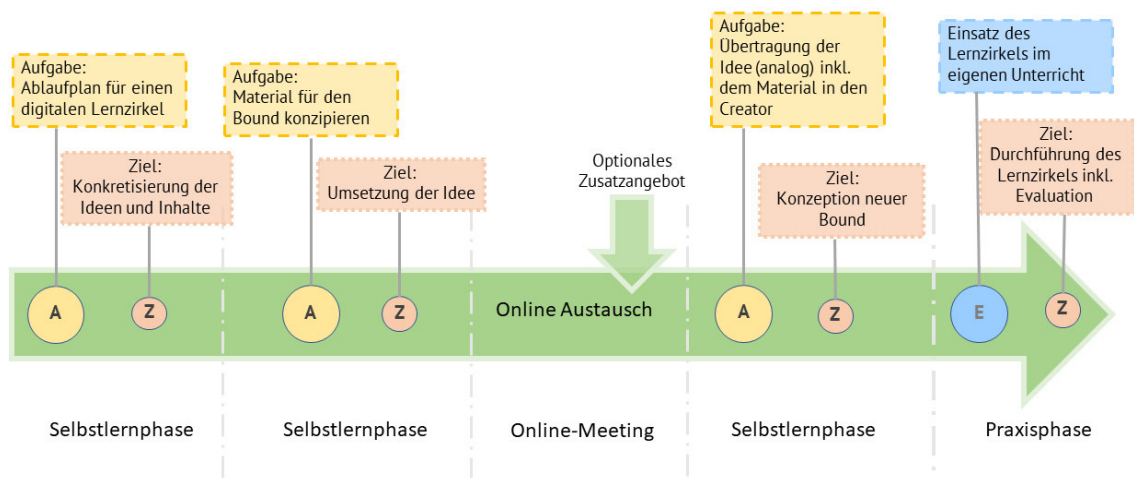 Aufgabe:
Ablaufplan für einen
digitalen Lernzirkel
Ziel:
Konkretisierung der
Ideen und Inhalte
Aufgabe:
Material für den
Bound konzipieren
Ziel:
Umsetzung der Idee
Optionales
Zusatzangebot
Aufgabe:
Übertragung der
Idee (analog) inkl.
dem Material in den
Creator
Ziel:
Konzeption neuer
Bound
Einsatz des
Lernzirkels im
eigenen Unterricht
Ziel:
Durchführung des
Lernzirkels inkl.
Evaluation
A
Z
A
Z
Online Austausch
A
Z
E
Z
Selbstlernphase
Selbstlernphase
Online-Meeting
Selbstlernphase
Praxisphase